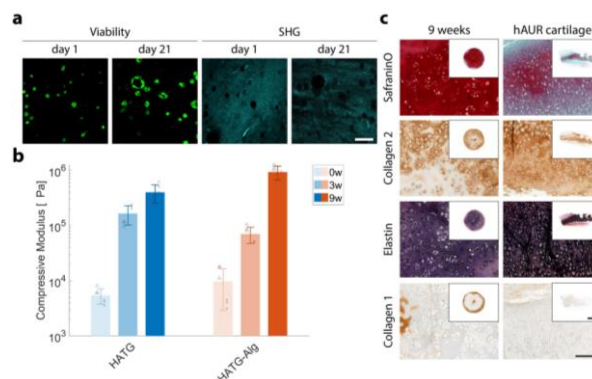 a
Viability
SHG
day 1
day 21
day 1
day 21
b
Compressive Modulus [ Pa]
10^6
10^5
10^4
10^3
0w
3w
9w
HATG
HATG-Alg
c
9 weeks
hAUR cartilage
SafraninO
Collagen 2
Elastin
Collagen 1